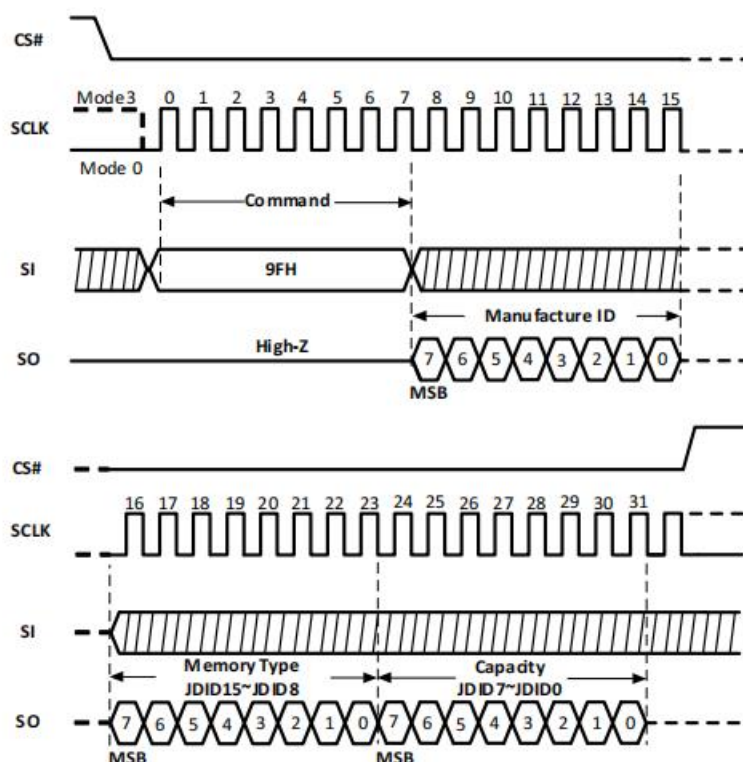 CS#
Mode3 0 1 2 3 4 5 6 7 8 9 10 11 12 13 14 15
SCLK
Mode 0
Command
SI 9FH
Manufacture ID
High-Z
SO 7 6 5 4 3 2 1 0
MSB
CS#
16 17 18 19 20 21 22 23 24 25 26 27 28 29 30 31
SCLK
SI
Memory Type Capacity
JDID15~JDID8 JDID7~JDID0
SO 7 6 5 4 3 2 1 0 7 6 5 4 3 2 1 0
MSB MSB